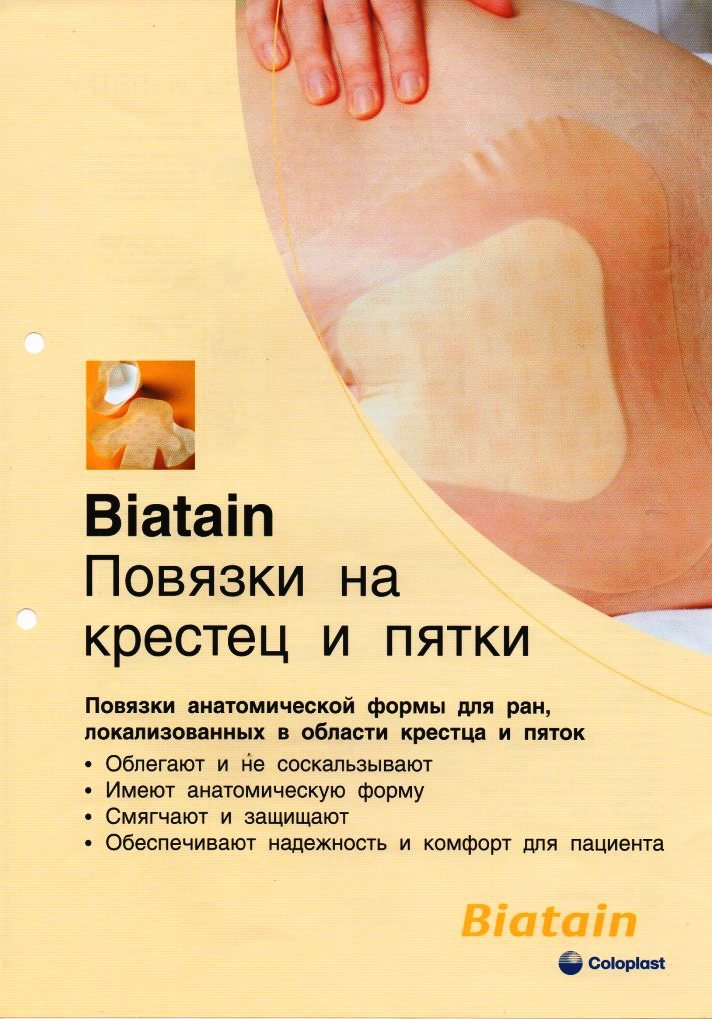 Biatain
Повязки на
крестец и пятки
Повязки анатомической формы для ран,
локализованных в области крестца и пяток
• Облегают и не соскальзывают
• Имеют анатомическую форму
• Смягчают и защищают
• Обеспечивают надежность и комфорт для пациента
Biatain
Coloplast